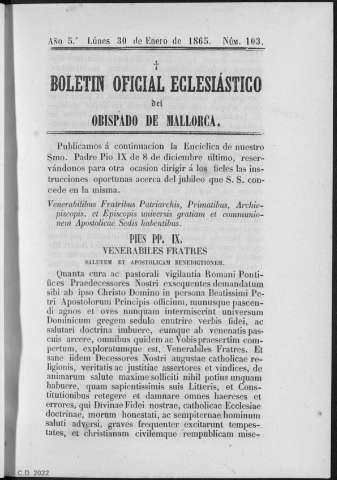 Año 5.º Lúnes 30 de Enero de 1865. Núm. 103.
†
BOLETIN OFICIAL ECLESIÁSTICO
del
OBISPADO DE MALLORCA.
Publicamos á continuacion la Encíclica de nuestro
Smo. Padre Pio IX de 8 de diciembre último, reser-
vándonos para otra ocasion dirigir á los fieles las ins-
trucciones oportunas acerca del jubileo que S. S. con-
cede en la misma.
Venerabilibus Fratribus Patriarchis, Primatibus, Archie-
piscopis, et Episcopis universis gratiam et communio-
nem Apostolicae Sedis habentibus.
PIUS PP. IX.
VENERABILES FRATRES
SALUTEM ET APOSTOLICAM BENEDICTIONEM.
Quanta cura ac pastorali vigilantia Romani Ponti-
fices Praedecessores Nostri exsequentes demandatum
sibi ab ipso Christo Domino in persona Beatissimi Pe-
tri Apostolorum Principis officium, munusque pascen-
di agnos et oves nunquam intermiserint universum
Dominicum gregem sedulo enutrire verbis fidei, ac
salutari doctrina imbuere, eumque ab venenatis pas-
cuis arcere, omnibus quidem ac Vobis praesertim com-
pertum, exploratumque est, Venerabiles Fratres. Et
sane iidem Decessores Nostri augustae catholicae re-
ligionis, veritatis ac justitiae assertores et vindices, de
animarum salute maxime solliciti nihil potius unquam
habuere, quam sapientissimis suis Litteris, et Cons-
titutionibus retegere et damnare omnes haereses et
errores, qui Divinae Fidei nostrae, catholicae Ecclesiae
doctrinae, morum honestati, ac sempiternae hominum
saluti adversi, graves frequenter excitarunt tempes-
tates, et christianam civilemque rempublicam mise-
C.D. 2022